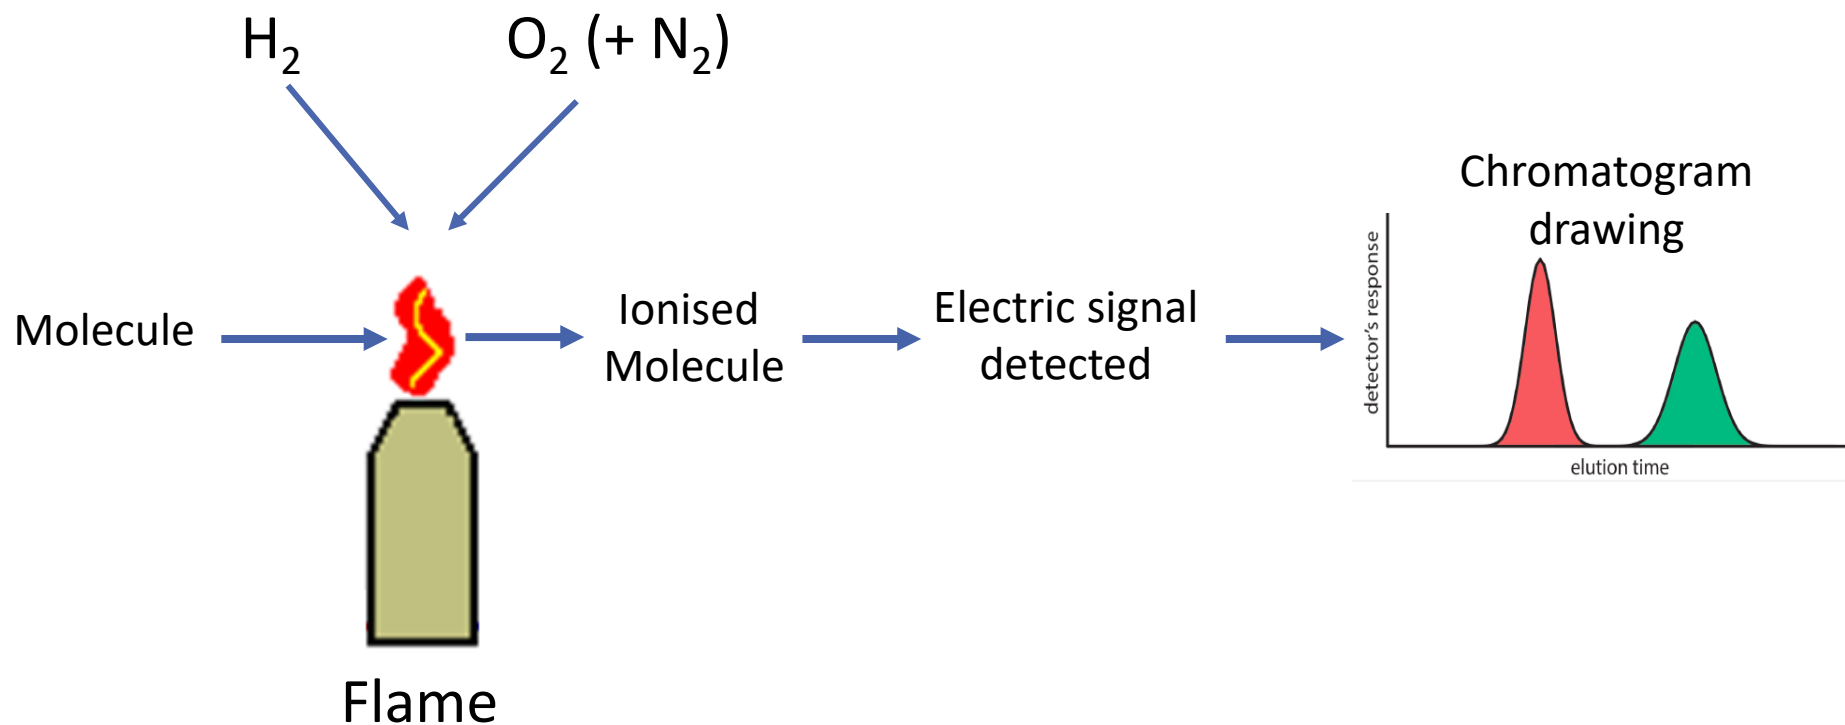 H₂
O₂ (+ N₂)
Molecule
Ionised
Molecule
Electric signal
detected
Chromatogram
drawing
detector's response
elution time
Flame